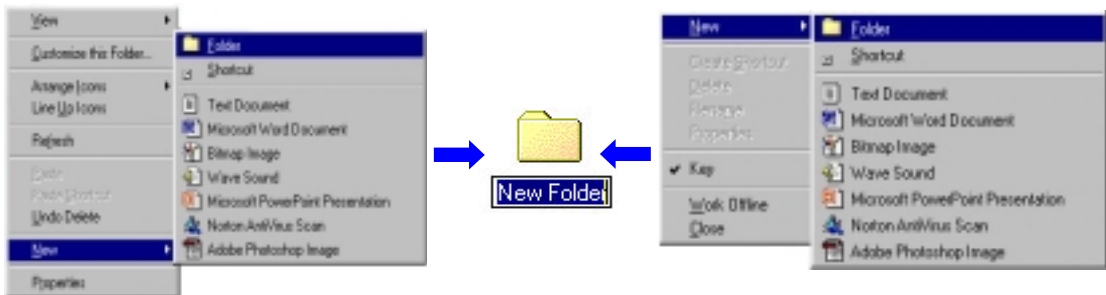 View
Customize this Folder...
Arrange Icons
Line Up Icons
Refresh
Paste
Paste Shortcut
Undo Delete
New
Properties
Folder
Shortcut
Text Document
Microsoft Word Document
Bitmap Image
Wave Sound
Microsoft PowerPoint Presentation
Norton AntiVirus Scan
Adobe Photoshop Image
New Folder
New
Create Shortcut
Delete
Rename
Properties
Key
Work Offline
Close
Folder
Shortcut
Text Document
Microsoft Word Document
Bitmap Image
Wave Sound
Microsoft PowerPoint Presentation
Norton AntiVirus Scan
Adobe Photoshop Image